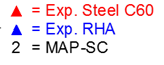 ▲ = Exp. Steel C60
▲ = Exp. RHA
2 = MAP-SC